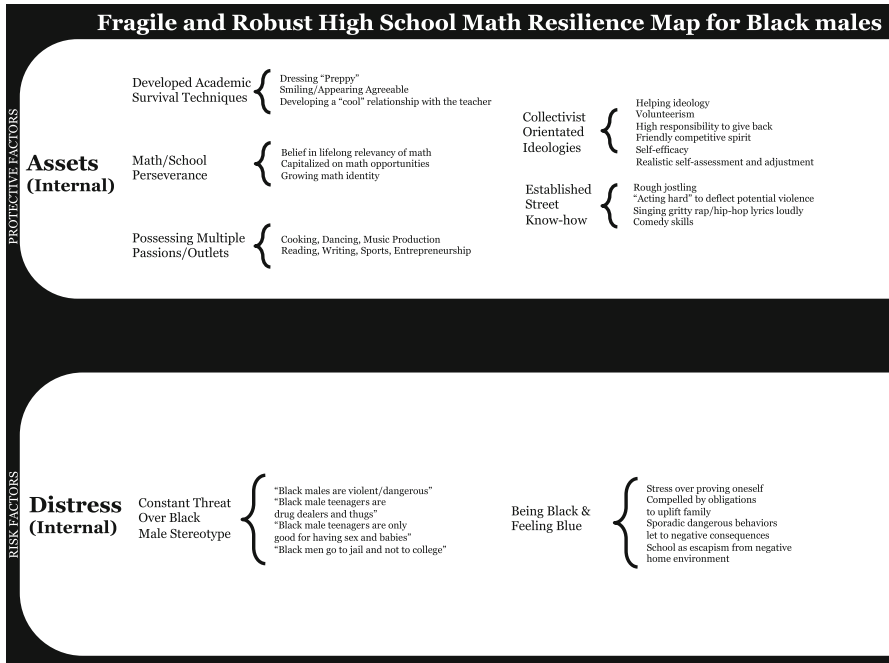 Fragile and Robust High School Math Resilience Map for Black males
PROTECTIVE FACTORS
Assets
(Internal)
Developed Academic
Survival Techniques
Dressing “Preppy”
Smiling/Appearing Agreeable
Developing a “cool” relationship with the teacher
Math/School
Perseverance
Belief in lifelong relevancy of math
Capitalized on math opportunities
Growing math identity
Possessing Multiple
Passions/Outlets
Cooking, Dancing, Music Production
Reading, Writing, Sports, Entrepreneurship
Collectivist
Orientated
Ideologies
Helping ideology
Volunteerism
High responsibility to give back
Friendly competitive spirit
Self-efficacy
Realistic self-assessment and adjustment
Established
Street
Know-how
Rough jostling
“Acting hard” to deflect potential violence
Singing gritty rap/hip-hop lyrics loudly
Comedy skills
RISK FACTORS
Distress
(Internal)
Constant Threat
Over Black
Male Stereotype
“Black males are violent/dangerous”
“Black male teenagers are
drug dealers and thugs”
“Black male teenagers are only
good for having sex and babies”
“Black men go to jail and not to college”
Being Black &
Feeling Blue
Stress over proving oneself
Compelled by obligations
to uplift family
Sporadic dangerous behaviors
let to negative consequences
School as escapism from negative
home environment